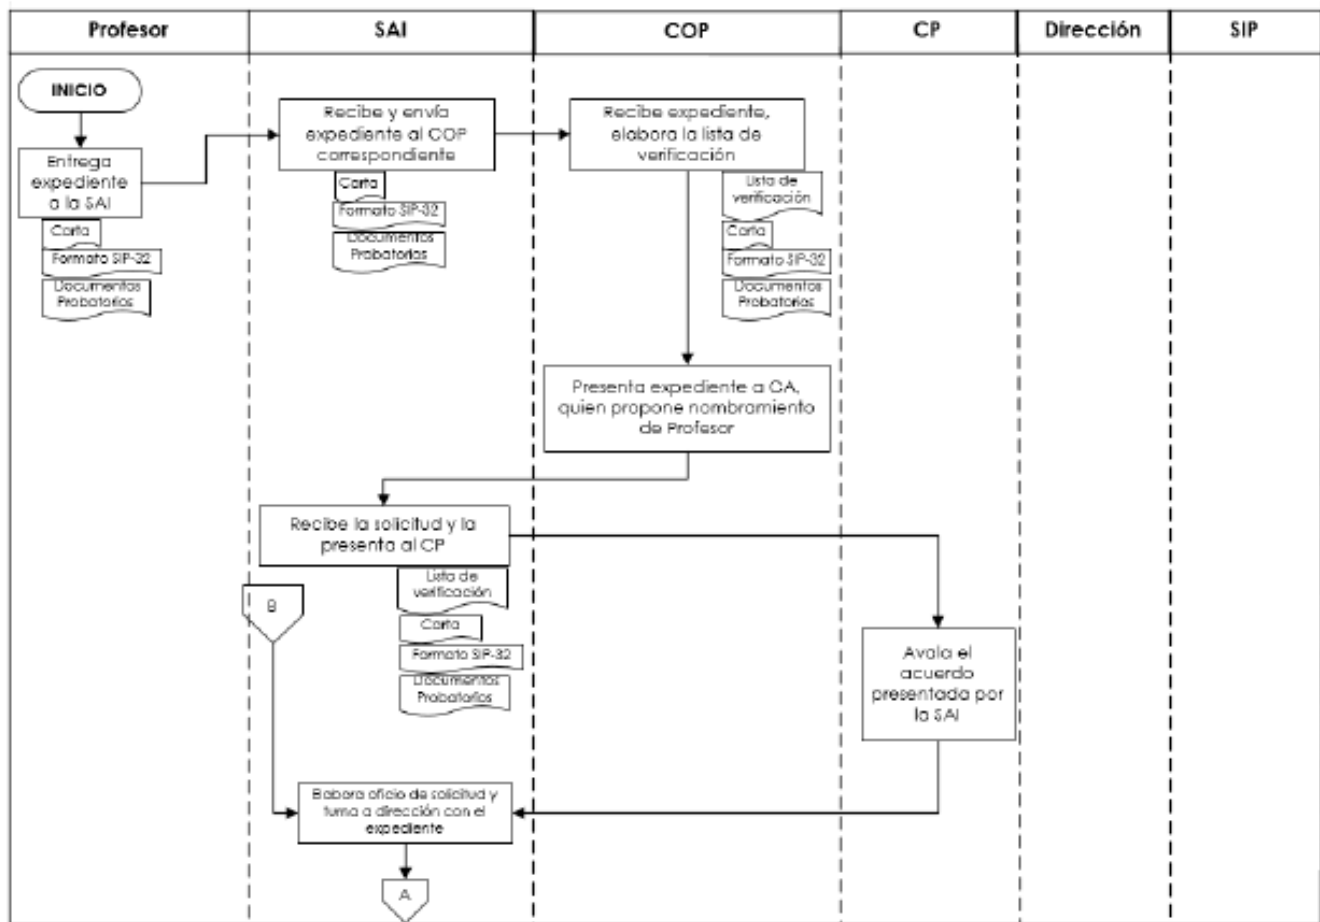 Profesor
SAI
COP
CP
Dirección
SIP
INICIO
Entrega
expediente
a la SAI
Carta
Formato SIP-32
Documentos
Probatorios
Recibe y envía
expediente al COP
correspondiente
Carta
Formato SIP-32
Documentos
Probatorios
Recibe expediente,
elabora la lista de
verificación
Lista de
verificación
Carta
Formato SIP-32
Documentos
Probatorios
Presenta expediente a CA,
quien propone nombramiento
de Profesor
Recibe la solicitud y la
presenta al CP
Lista de
verificación
Carta
Formato SIP-32
Documentos
Probatorios
B
Avala el
acuerdo
presentada por
la SAI
Elabora oficio de solicitud y
turna a dirección con el
expediente
A